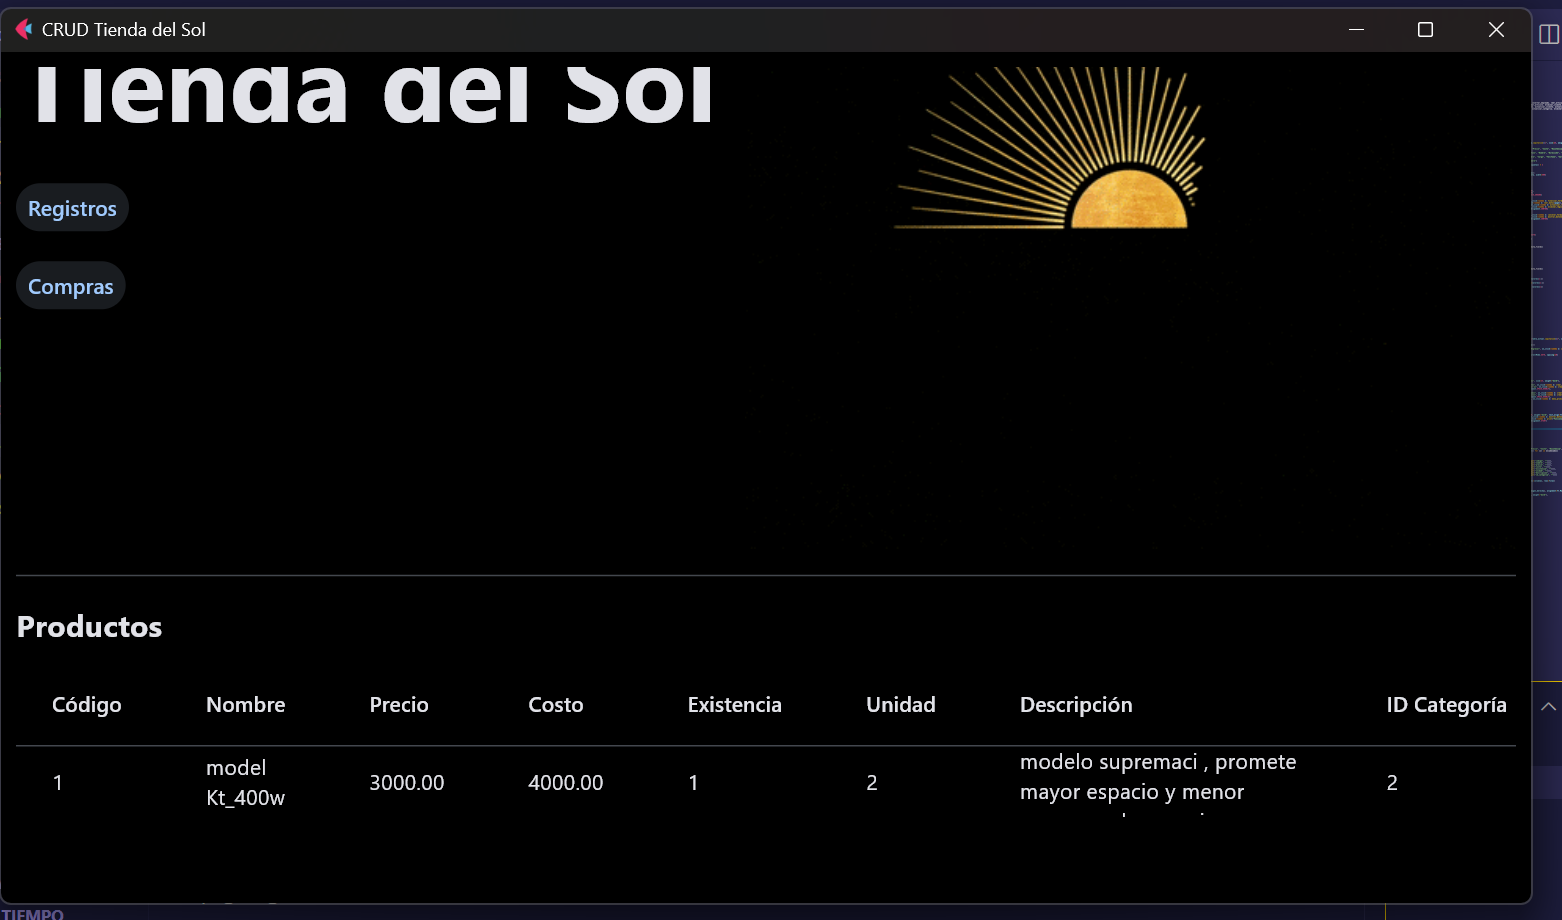 CRUD Tienda del Sol
Tienda del Sol
Registros
Compras
Productos
Código Nombre Precio Costo Existencia Unidad Descripción ID Categoría
1 model Kt_400w 3000.00 4000.00 1 2 modelo supremaci , promete 2
mayor espacio y menor
TIEMPO